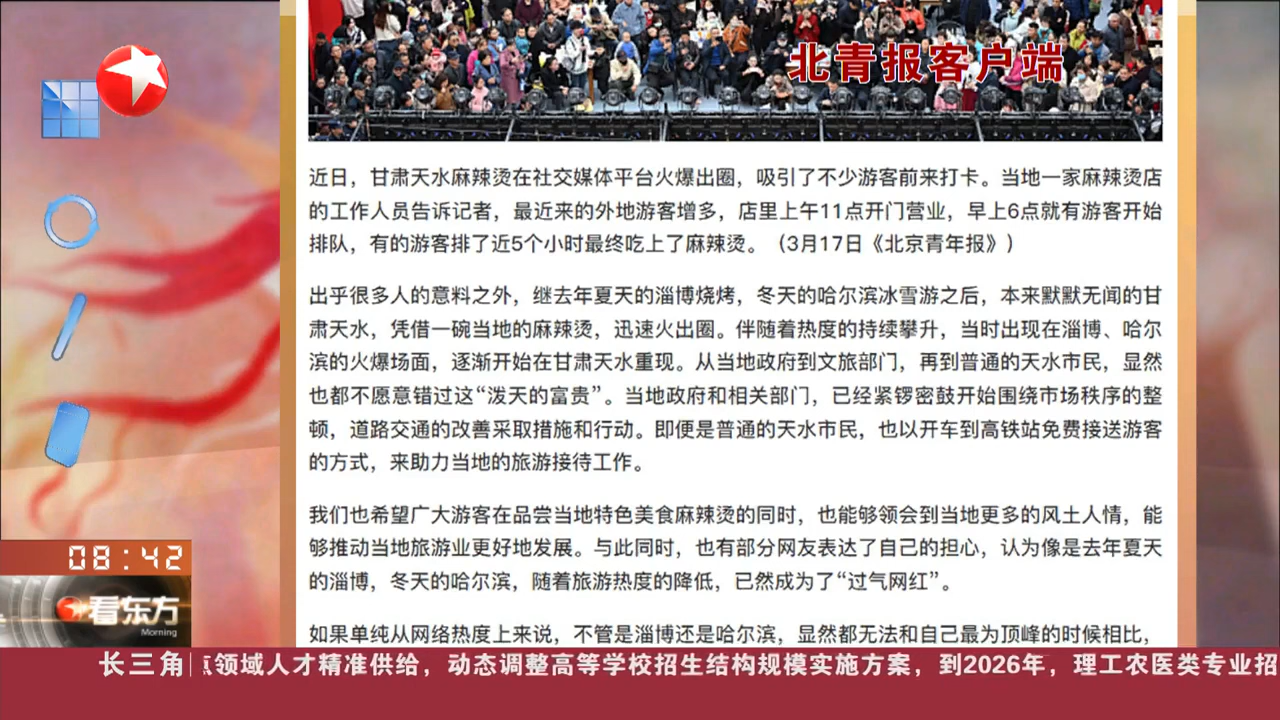 北青报客户端
近日，甘肃天水麻辣烫在社交媒体平台火爆出圈，吸引了不少游客前来打卡。当地一家麻辣烫店
的工作人员告诉记者，最近来的外地游客增多，店里上午11点开门营业，早上6点就有游客开始
排队，有的游客排了近5个小时最终吃上了麻辣烫。（3月17日《北京青年报》）
出乎很多人的意料之外，继去年夏天的淄博烧烤，冬天的哈尔滨冰雪游之后，本来默默无闻的甘
肃天水，凭借一碗当地的麻辣烫，迅速火出圈。伴随着热度的持续攀升，当时出现在淄博、哈尔
滨的火爆场面，逐渐开始在甘肃天水重现。从当地政府到文旅部门，再到普通的天水市民，显然
也都不愿意错过这“泼天的富贵”。当地政府和相关部门，已经紧锣密鼓开始围绕市场秩序的整
顿，道路交通的改善采取措施和行动。即便是普通的天水市民，也以开车到高铁站免费接送游客
的方式，来助力当地的旅游接待工作。
我们也希望广大游客在品尝当地特色美食麻辣烫的同时，也能够领会到当地更多的风土人情，能
够推动当地旅游业更好地发展。与此同时，也有部分网友表达了自己的担心，认为像是去年夏天
的淄博，冬天的哈尔滨，随着旅游热度的降低，已然成为了“过气网红”。
如果单纯从网络热度上来说，不管是淄博还是哈尔滨，显然都无法和自己最为顶峰的时候相比，
08:42
看东方
Morning
长三角 点领域人才精准供给，动态调整高等学校招生结构规模实施方案，到2026年，理工农医类专业招